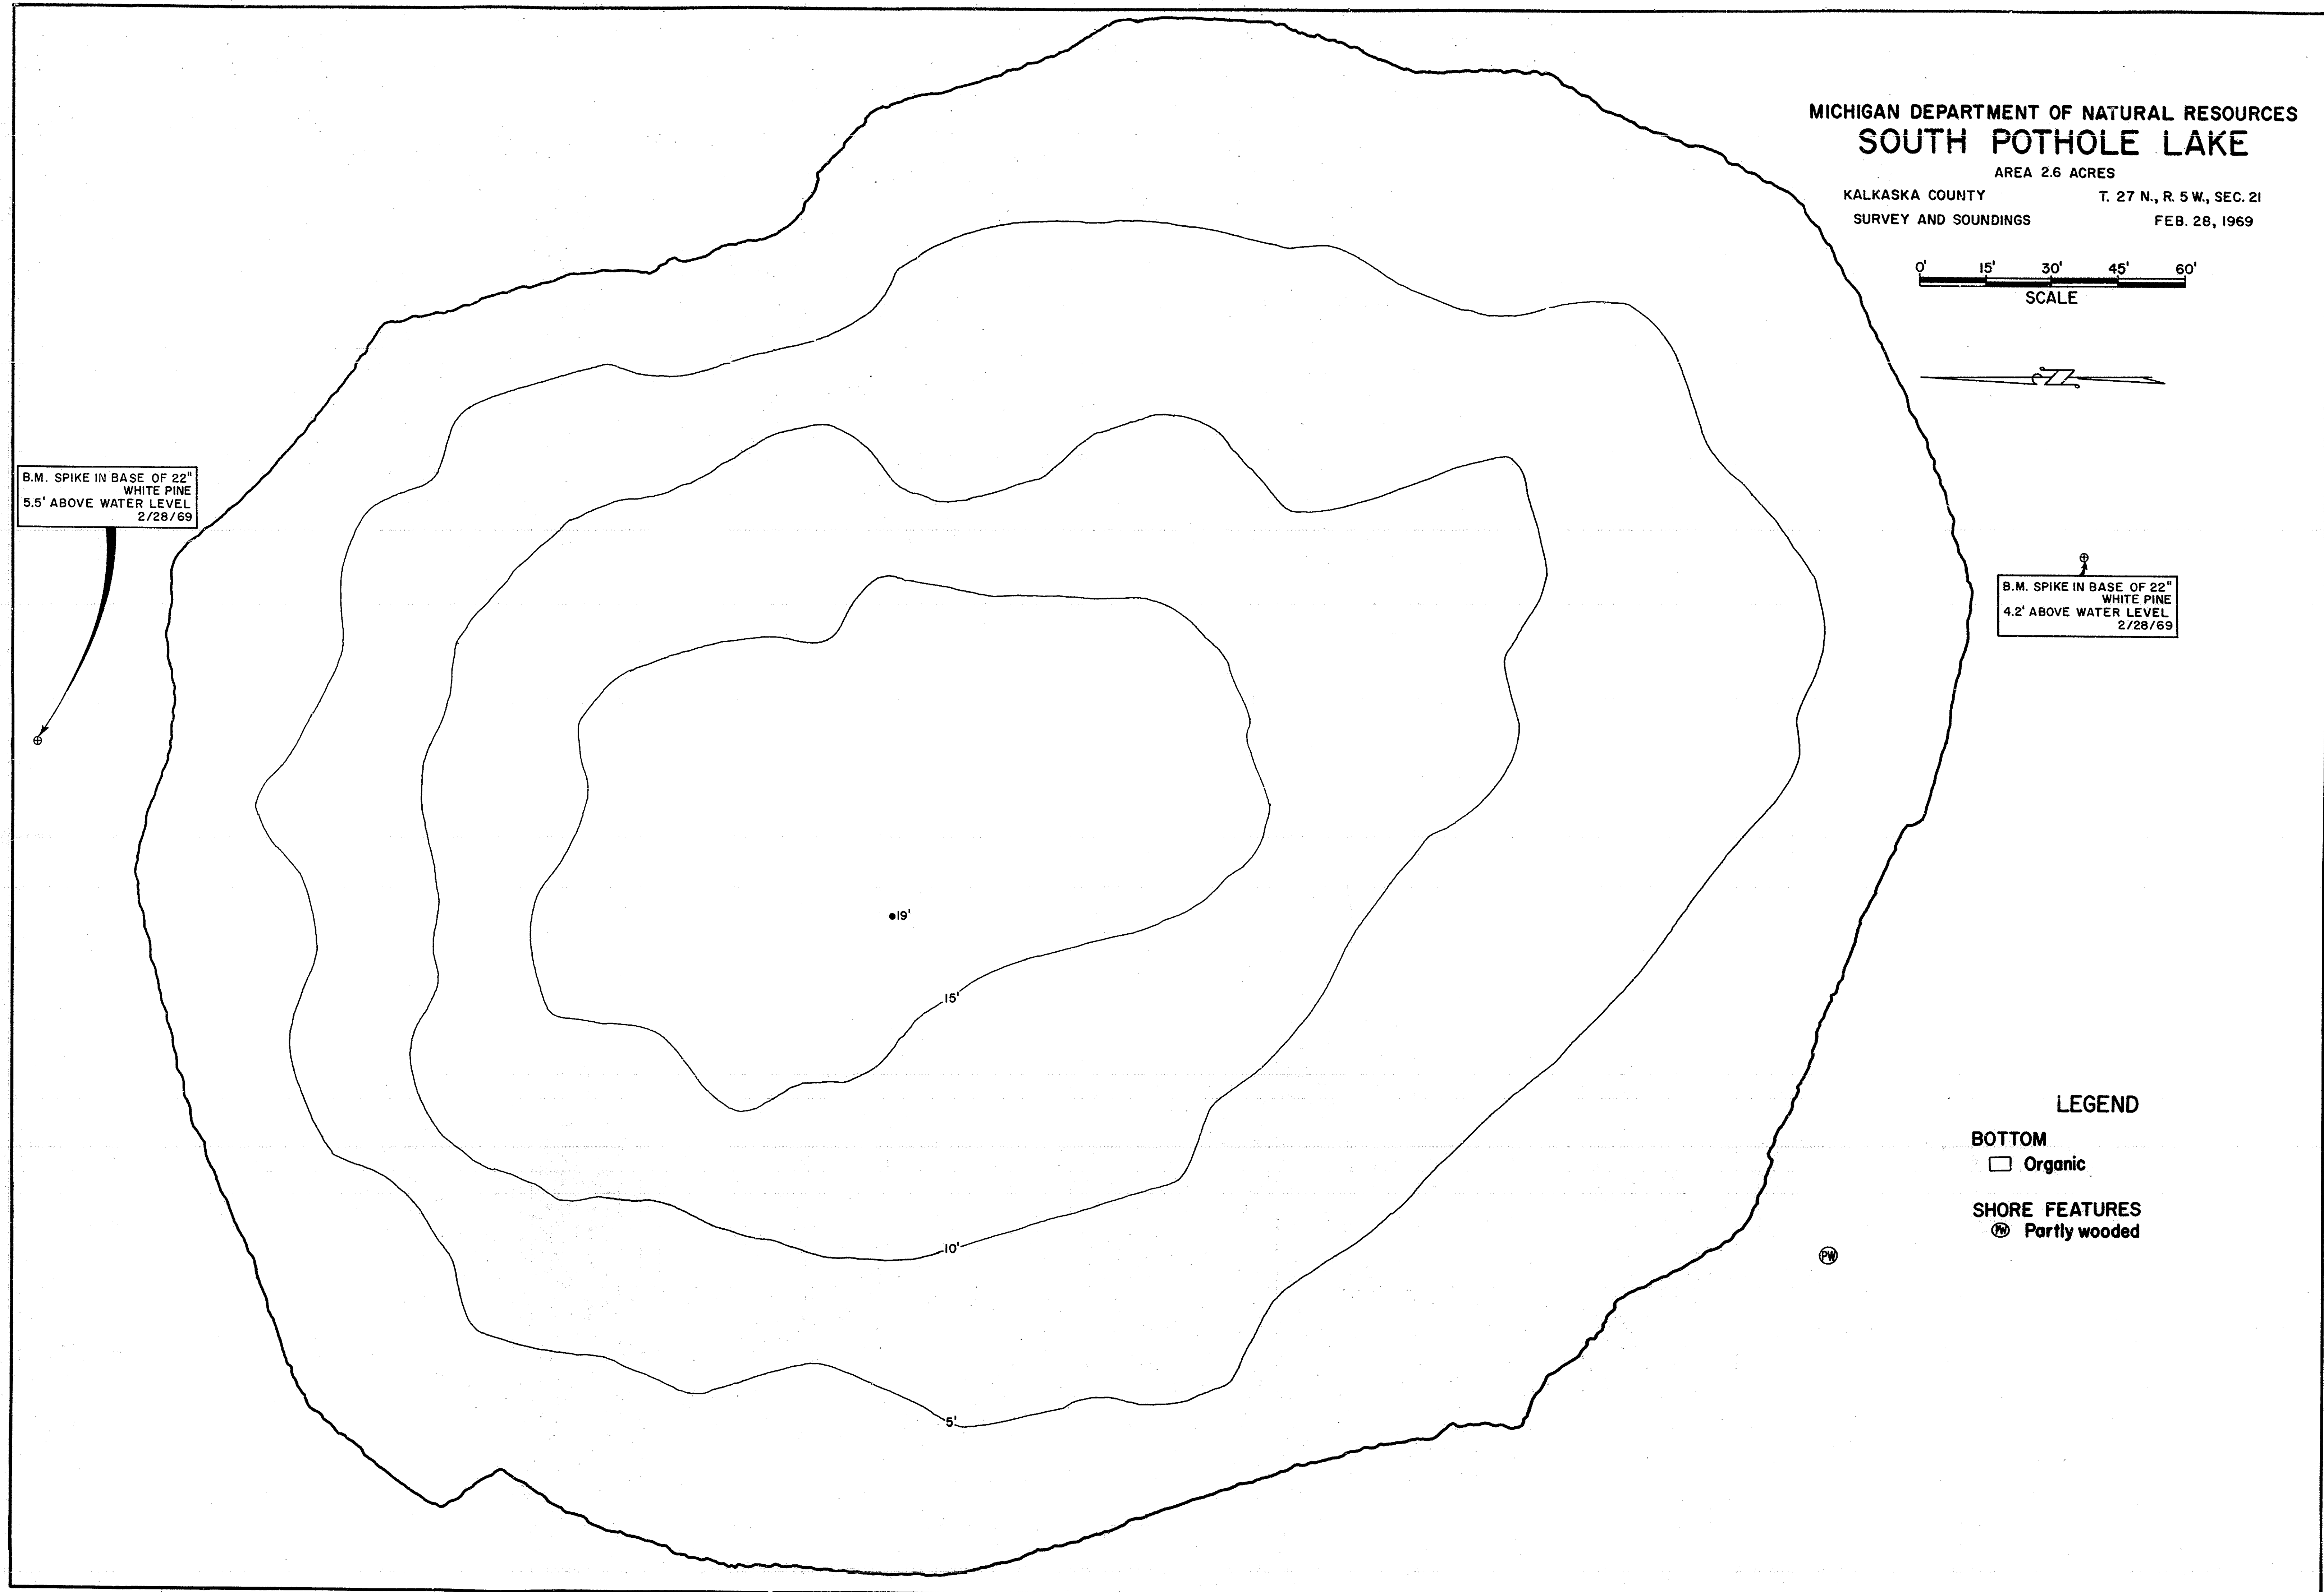 MICHIGAN DEPARTMENT OF NATURAL RESOURCES
SOUTH POTHOLE LAKE
AREA 2.6 ACRES
KALKASKA COUNTY T. 27 N., R. 5 W., SEC. 21
SURVEY AND SOUNDINGS FEB. 28, 1969
0' 15' 30' 45' 60'
SCALE
N
B.M. SPIKE IN BASE OF 22"
WHITE PINE
5.5' ABOVE WATER LEVEL
2/28/69
B.M. SPIKE IN BASE OF 22"
WHITE PINE
4.2' ABOVE WATER LEVEL
2/28/69
19'
15'
10'
5'
LEGEND
BOTTOM
Organic
SHORE FEATURES
PW Partly wooded
PW